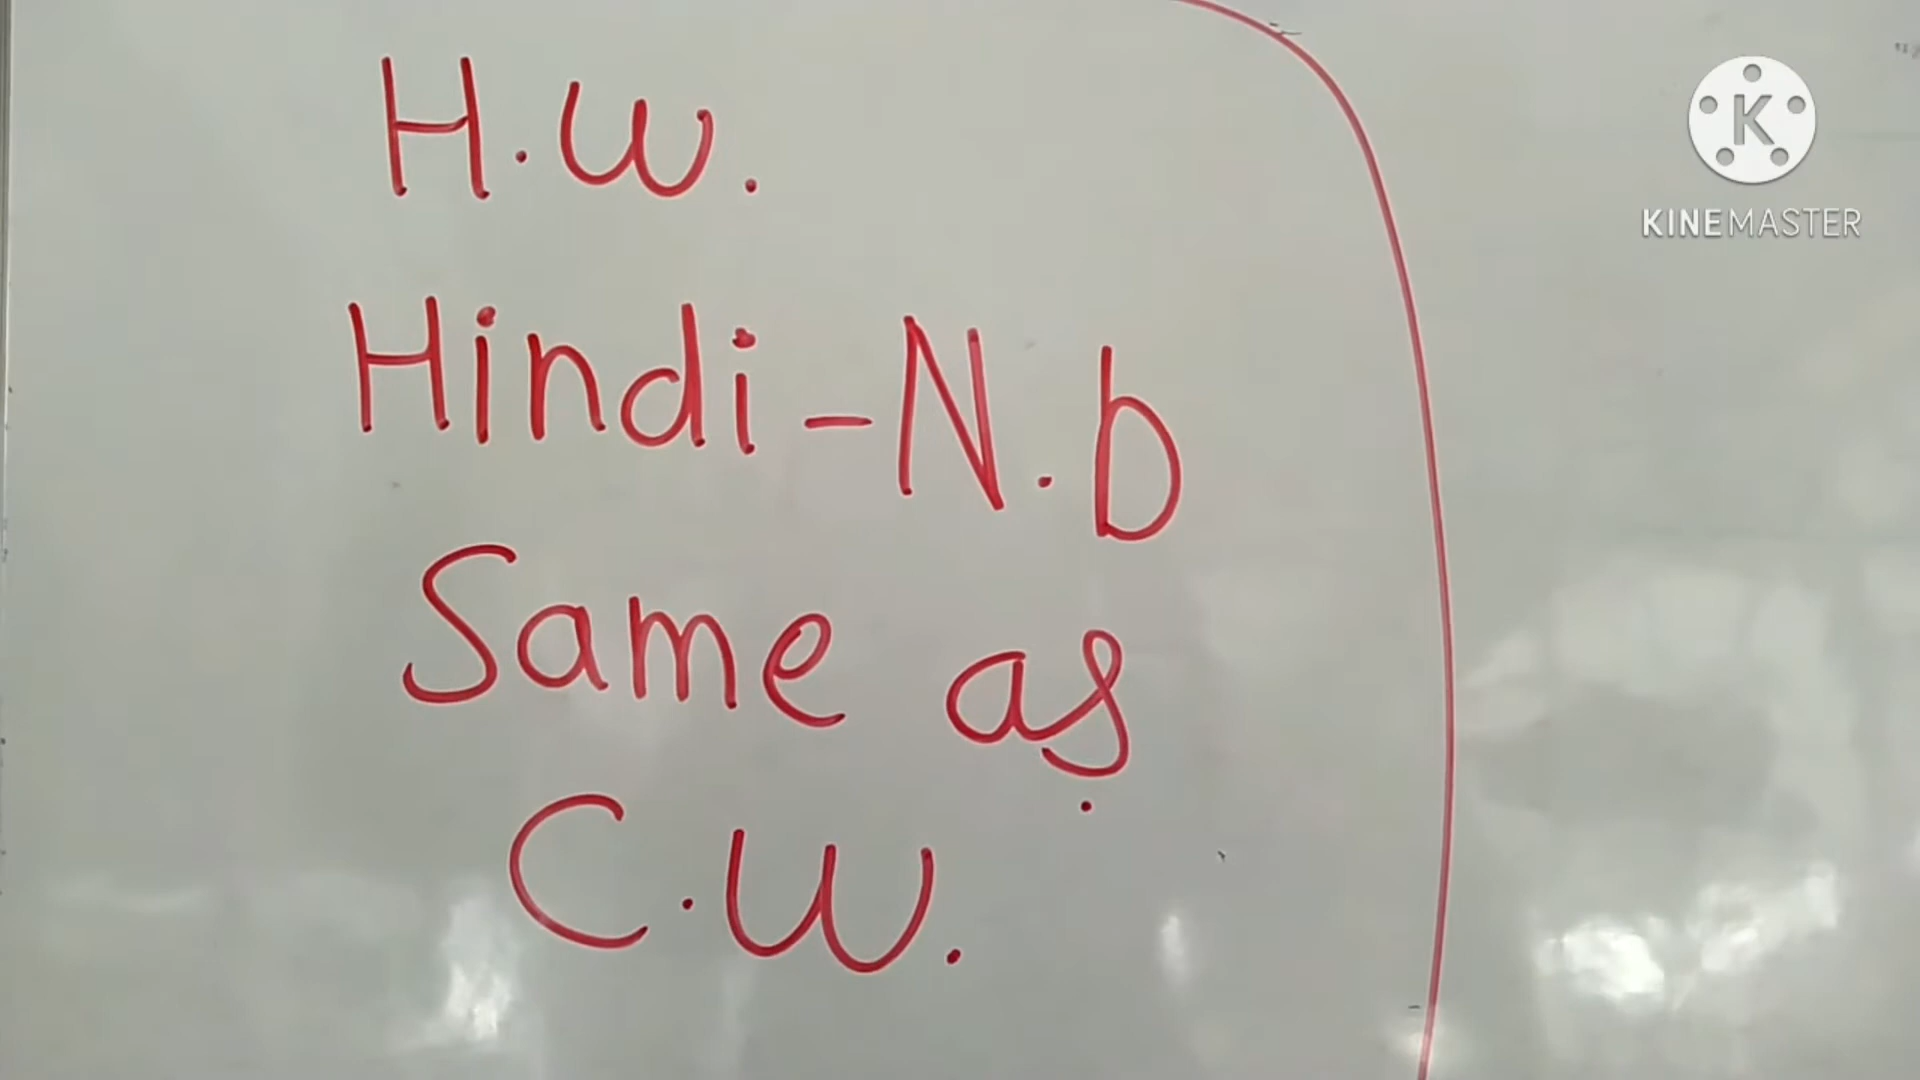 H.W.
Hindi - N.b
Same as
C.W.
K
KINEMASTER